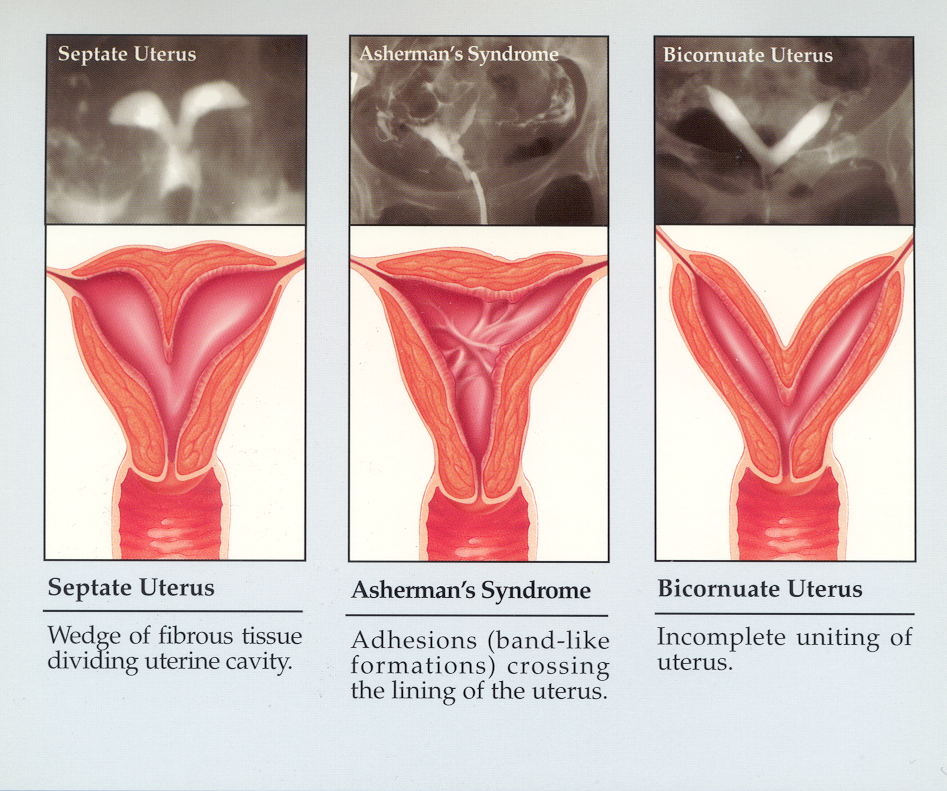 Septate Uterus
Asherman's Syndrome
Bicornuate Uterus
Septate Uterus
Wedge of fibrous tissue
dividing uterine cavity.
Asherman's Syndrome
Adhesions (band-like
formations) crossing
the lining of the uterus.
Bicornuate Uterus
Incomplete uniting of
uterus.